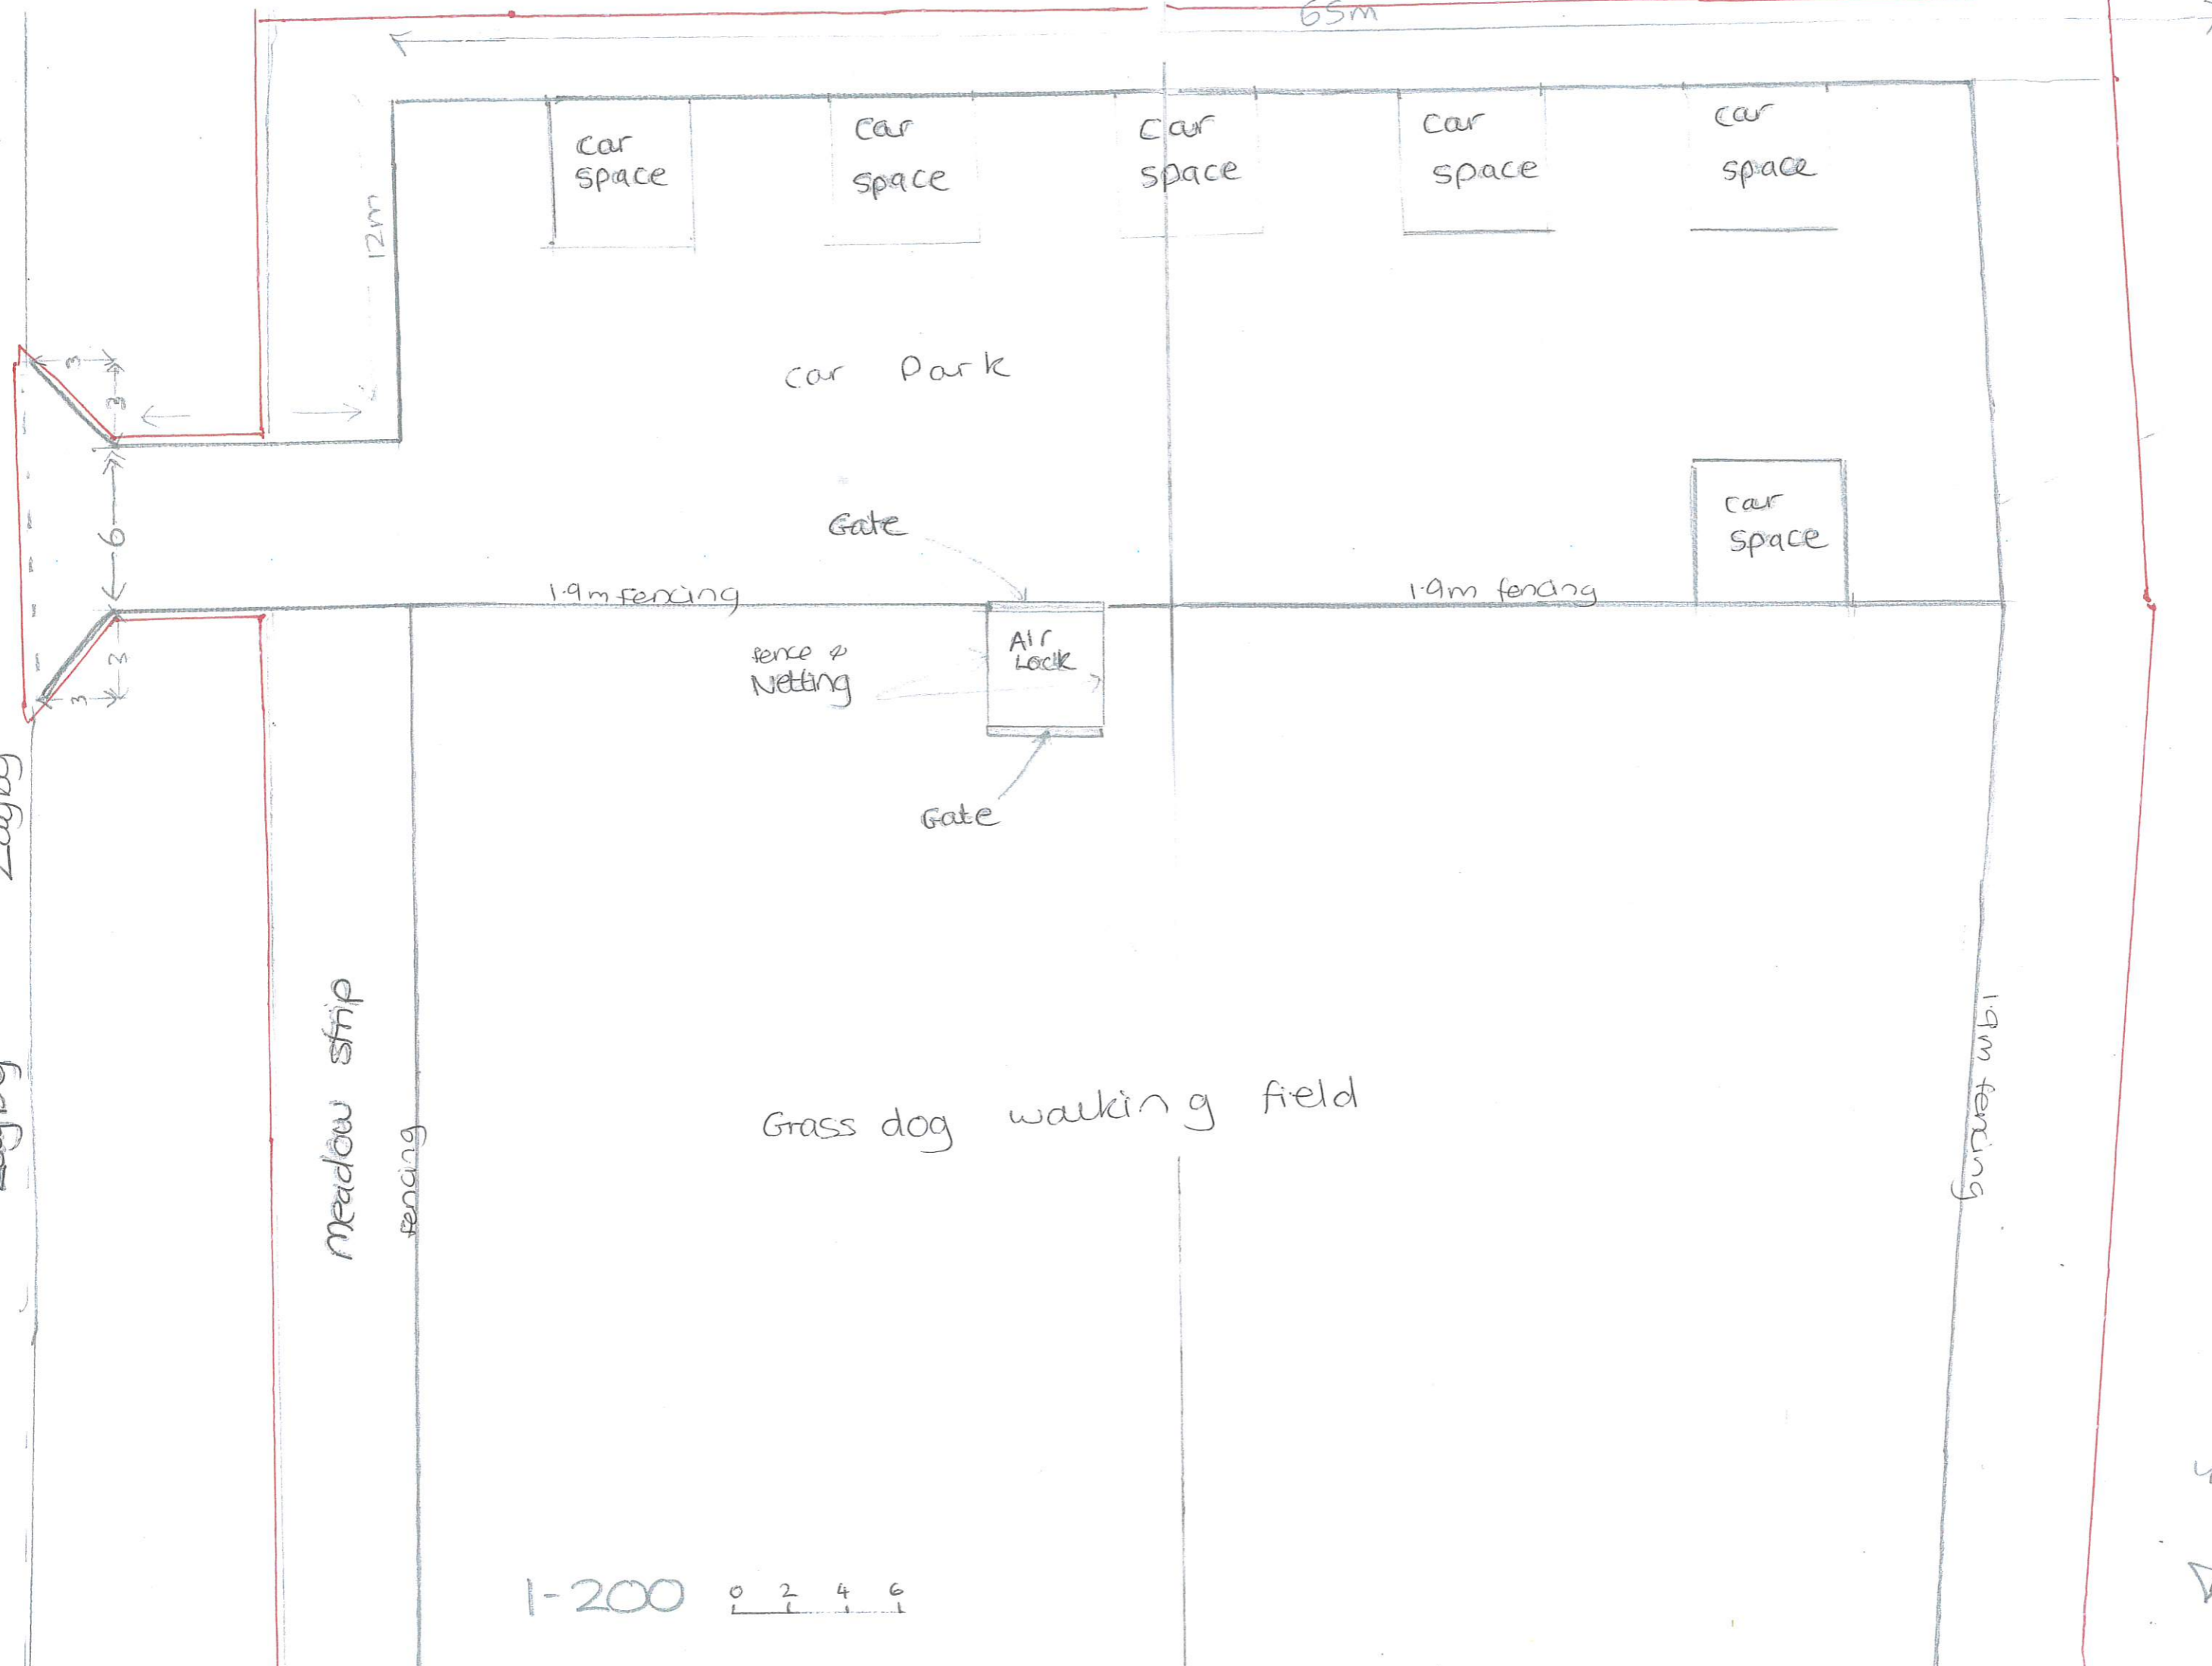 65m
car
space
car
space
car
space
car
space
car
space
12m
3
3
car Park
6
Gate
car
space
1.9m fencing
1.9m fencing
Air
Lock
fence &
Netting
3
3
Gate
meadow strip
fencing
Grass dog walking field
1.9m fencing
1-200
0 2 4 6